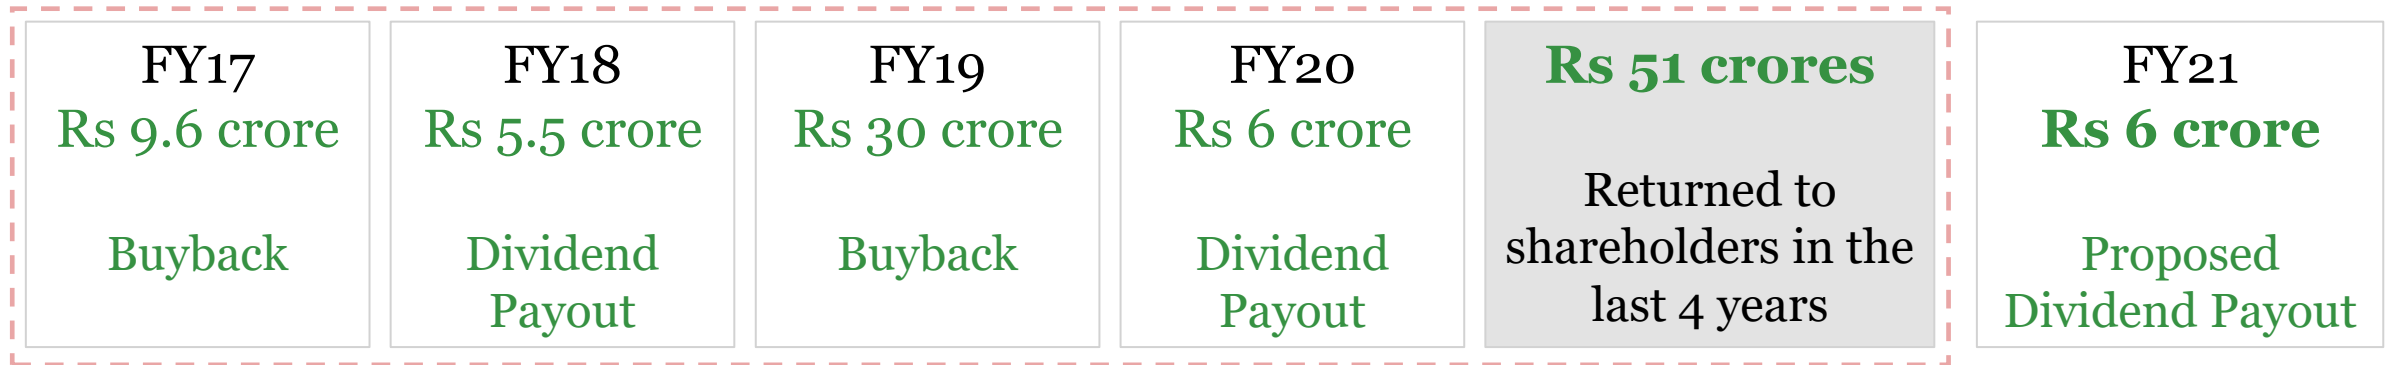 FY17
Rs 9.6 crore
Buyback
FY18
Rs 5.5 crore
Dividend
Payout
FY19
Rs 30 crore
Buyback
FY20
Rs 6 crore
Dividend
Payout
Rs 51 crores
Returned to
shareholders in the
last 4 years
FY21
Rs 6 crore
Proposed
Dividend Payout